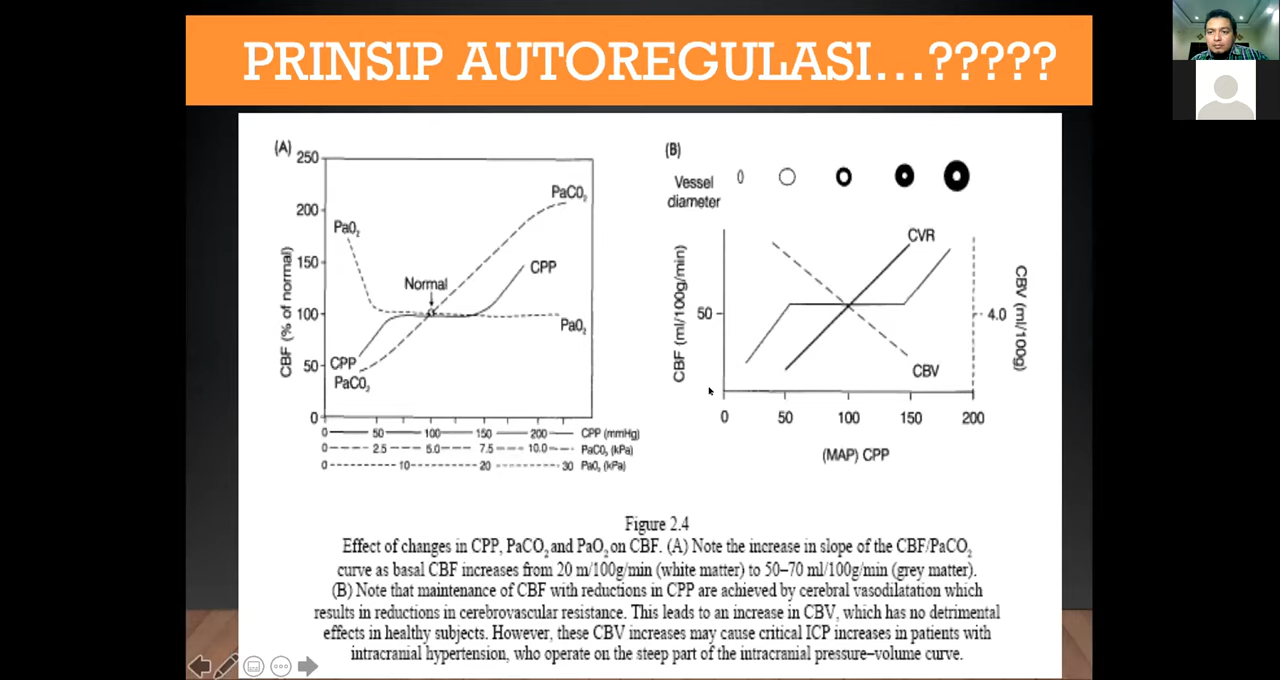 PRINSIP AUTOREGULASI...?????
(A)
250
200
150
100
50
0
CBF (% of normal)
PaO₂
PaCO₂
Normal
CPP
PaO₂
CPP
PaCO₂
0 50 100 150 200 CPP (mmHg)
0 2.5 5.0 7.5 10.0 PaCO₂ (kPa)
0 10 20 30 PaO₂ (kPa)
(B)
Vessel
diameter
CVR
CBF (ml/100g/min)
50
4.0
CBV (ml/100g)
CBV
0 50 100 150 200
(MAP) CPP
Figure 2.4
Effect of changes in CPP, PaCO₂ and PaO₂ on CBF. (A) Note the increase in slope of the CBF/PaCO₂
curve as basal CBF increases from 20 m/100g/min (white matter) to 50–70 ml/100g/min (grey matter).
(B) Note that maintenance of CBF with reductions in CPP are achieved by cerebral vasodilatation which
results in reductions in cerebrovascular resistance. This leads to an increase in CBV, which has no detrimental
effects in healthy subjects. However, these CBV increases may cause critical ICP increases in patients with
intracranial hypertension, who operate on the steep part of the intracranial pressure–volume curve.